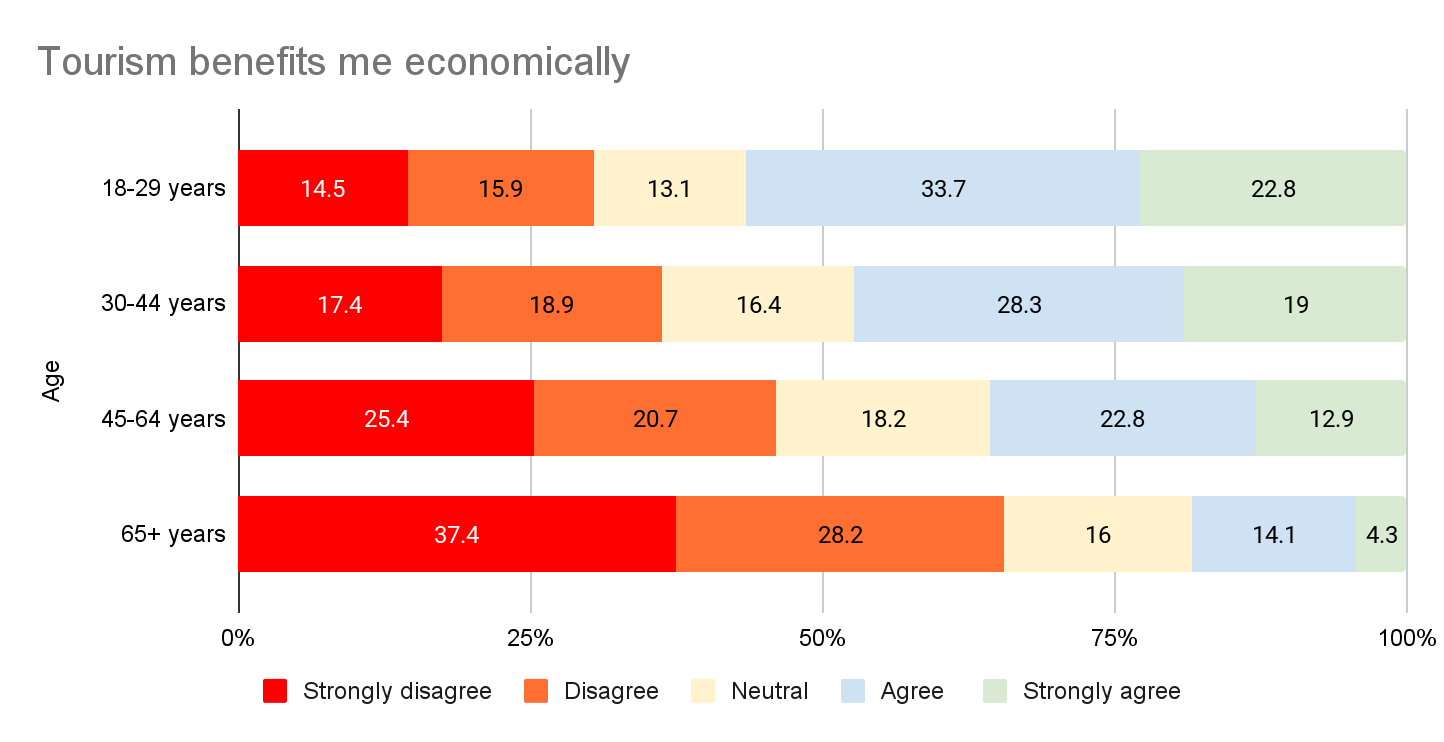 Tourism benefits me economically
18-29 years 14.5 15.9 13.1 33.7 22.8
30-44 years 17.4 18.9 16.4 28.3 19
Age
45-64 years 25.4 20.7 18.2 22.8 12.9
65+ years 37.4 28.2 16 14.1 4.3
0% 25% 50% 75% 100%
Strongly disagree Disagree Neutral Agree Strongly agree